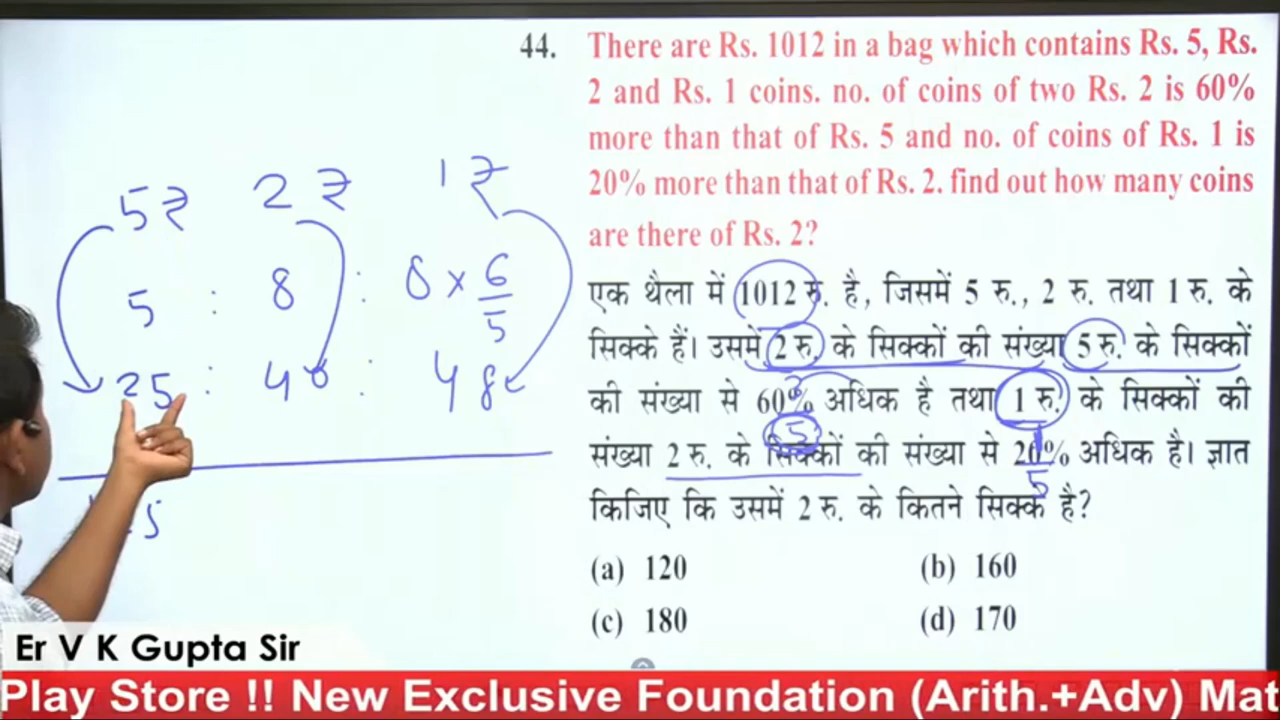 44. There are Rs. 1012 in a bag which contains Rs. 5, Rs.
2 and Rs. 1 coins. no. of coins of two Rs. 2 is 60%
more than that of Rs. 5 and no. of coins of Rs. 1 is
20% more than that of Rs. 2. find out how many coins
are there of Rs. 2?
एक थैला में 1012 रु. है, जिसमें 5 रु., 2 रु. तथा 1 रु. के
सिक्के हैं। उसमें 2 रु. के सिक्कों की संख्या 5 रु. के सिक्कों
की संख्या से 60% अधिक है तथा 1 रु. के सिक्कों की
संख्या 2 रु. के सिक्कों की संख्या से 20% अधिक है। ज्ञात
किजिए कि उसमें 2 रु. के कितने सिक्के है?
(a) 120 (b) 160
(c) 180 (d) 170
5₹ 2₹ 1₹
5 : 8 : 8 × 6/5
25 : 40 : 48
5
5
Er V K Gupta Sir
Play Store !! New Exclusive Foundation (Arith.+Adv) Mat